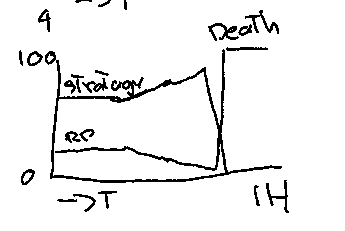 4 -> T
Death
100
strategy
RP
0
-> T 1H